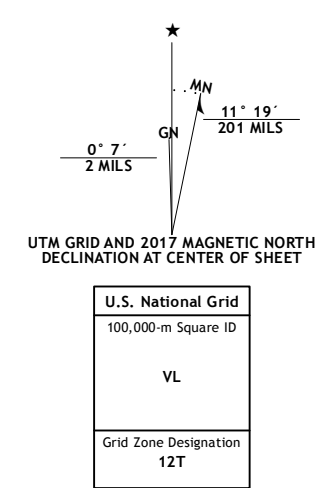 MN
GN
11° 19´
201 MILS
0° 7´
2 MILS
UTM GRID AND 2017 MAGNETIC NORTH
DECLINATION AT CENTER OF SHEET
U.S. National Grid
100,000-m Square ID
VL
Grid Zone Designation
12T